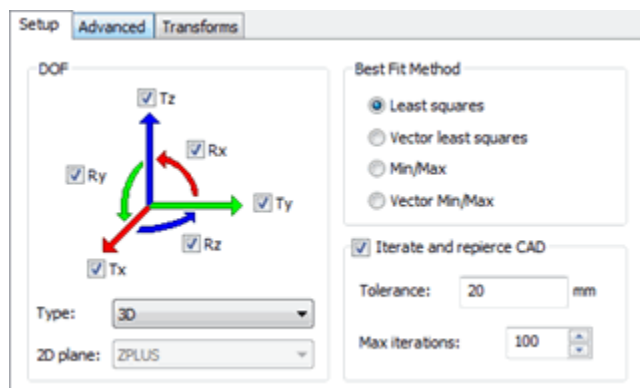 Setup Advanced Transforms
DOF
Tz
Rx
Ry
Ty
Rz
Tx
Type: 3D
2D plane: ZPLUS
Best Fit Method
Least squares
Vector least squares
Min/Max
Vector Min/Max
Iterate and repierce CAD
Tolerance: 20 mm
Max iterations: 100